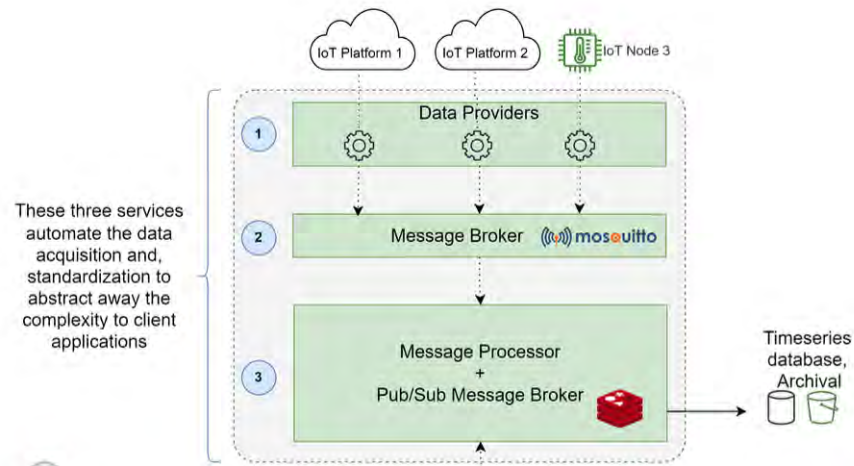 IoT Platform 1
IoT Platform 2
IoT Node 3
Data Providers
1
2
Message Broker
mosquitto
These three services
automate the data
acquisition and,
standardization to
abstract away the
complexity to client
applications
3
Message Processor
+
Pub/Sub Message Broker
Timeseries
database,
Archival